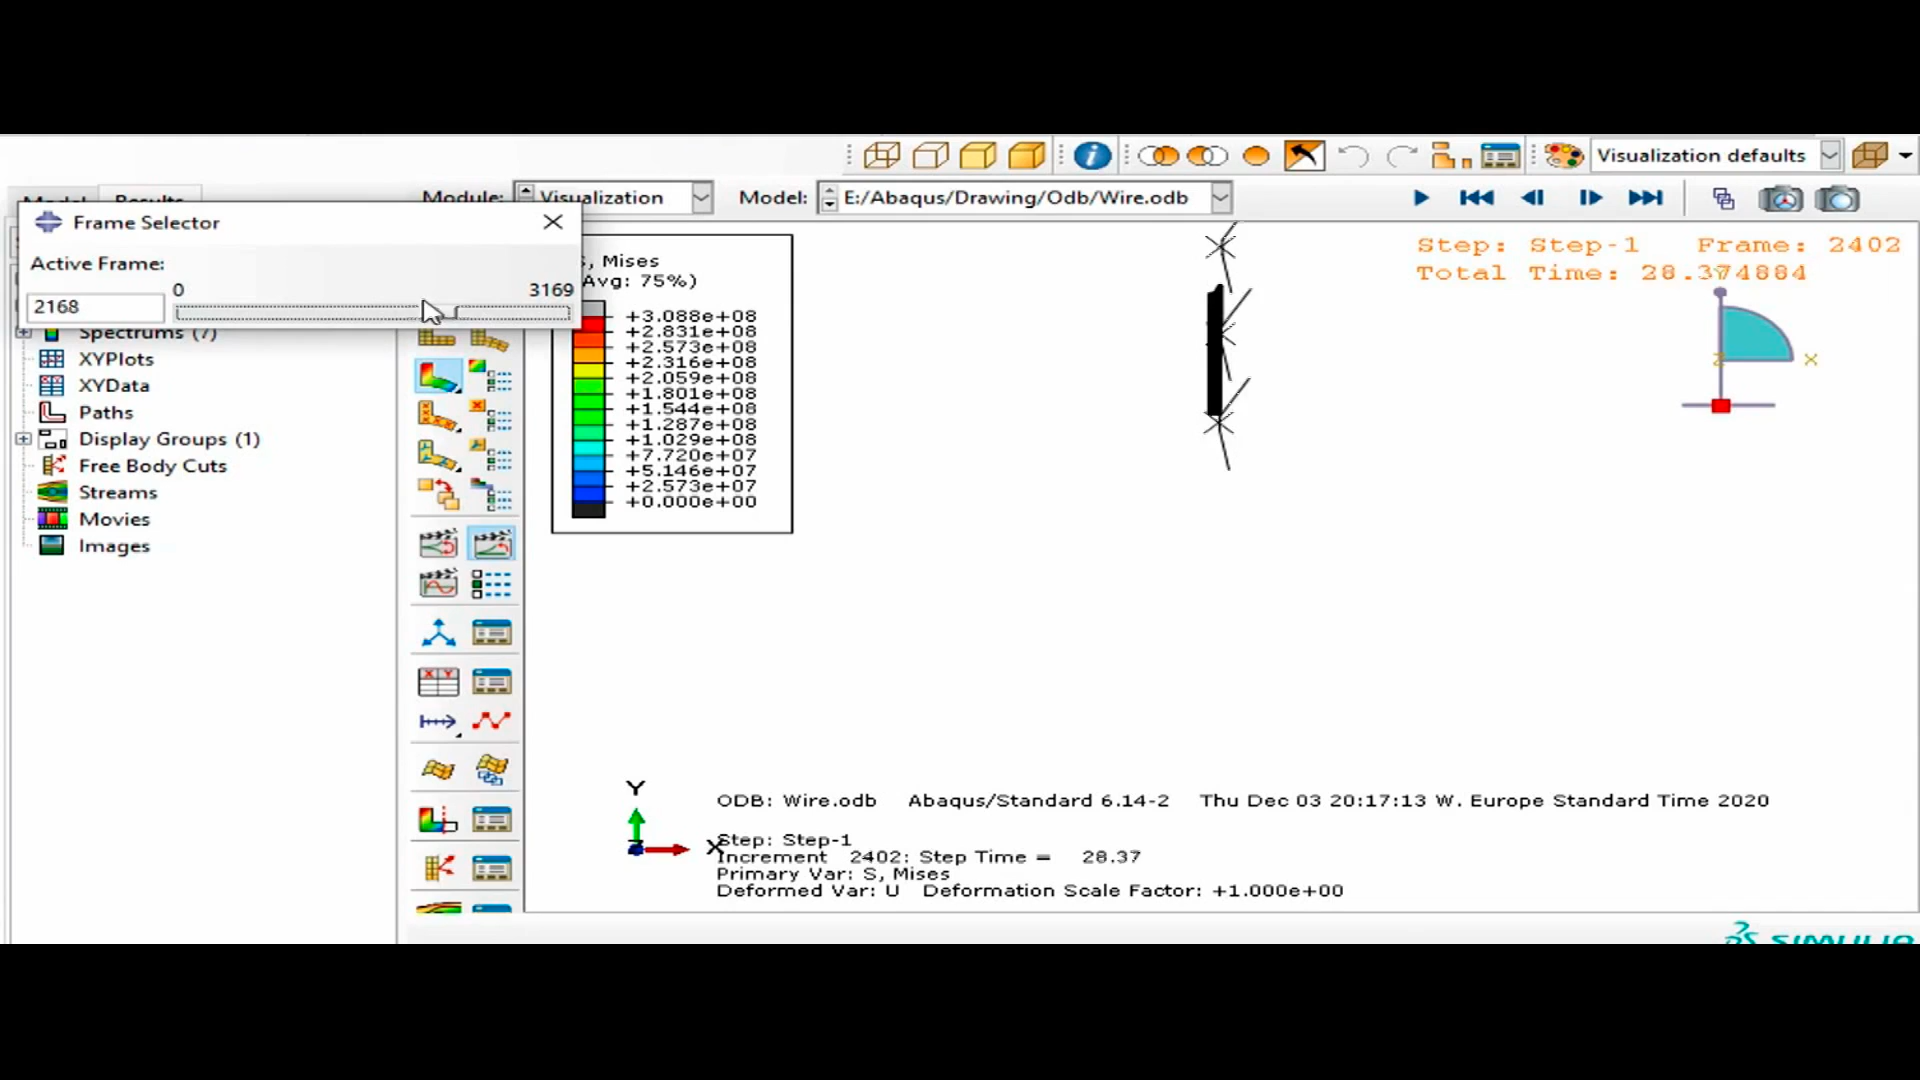 Visualization defaults
Model Results
Module: Visualization Model: E:/Abaqus/Drawing/Odb/Wire.odb
Frame Selector
Active Frame:
0 3169
2168
Spectrums (7)
XYPlots
XYData
Paths
Display Groups (1)
Free Body Cuts
Streams
Movies
Images
S, Mises
(Avg: 75%)
+3.088e+08
+2.831e+08
+2.573e+08
+2.316e+08
+2.059e+08
+1.801e+08
+1.544e+08
+1.287e+08
+1.029e+08
+7.720e+07
+5.146e+07
+2.573e+07
+0.000e+00
Step: Step-1 Frame: 2402
Total Time: 28.374884
Y
Z X
X Y
Y
X
ODB: Wire.odb Abaqus/Standard 6.14-2 Thu Dec 03 20:17:13 W. Europe Standard Time 2020
Step: Step-1
Increment 2402: Step Time = 28.37
Primary Var: S, Mises
Deformed Var: U Deformation Scale Factor: +1.000e+00
SIMULIA